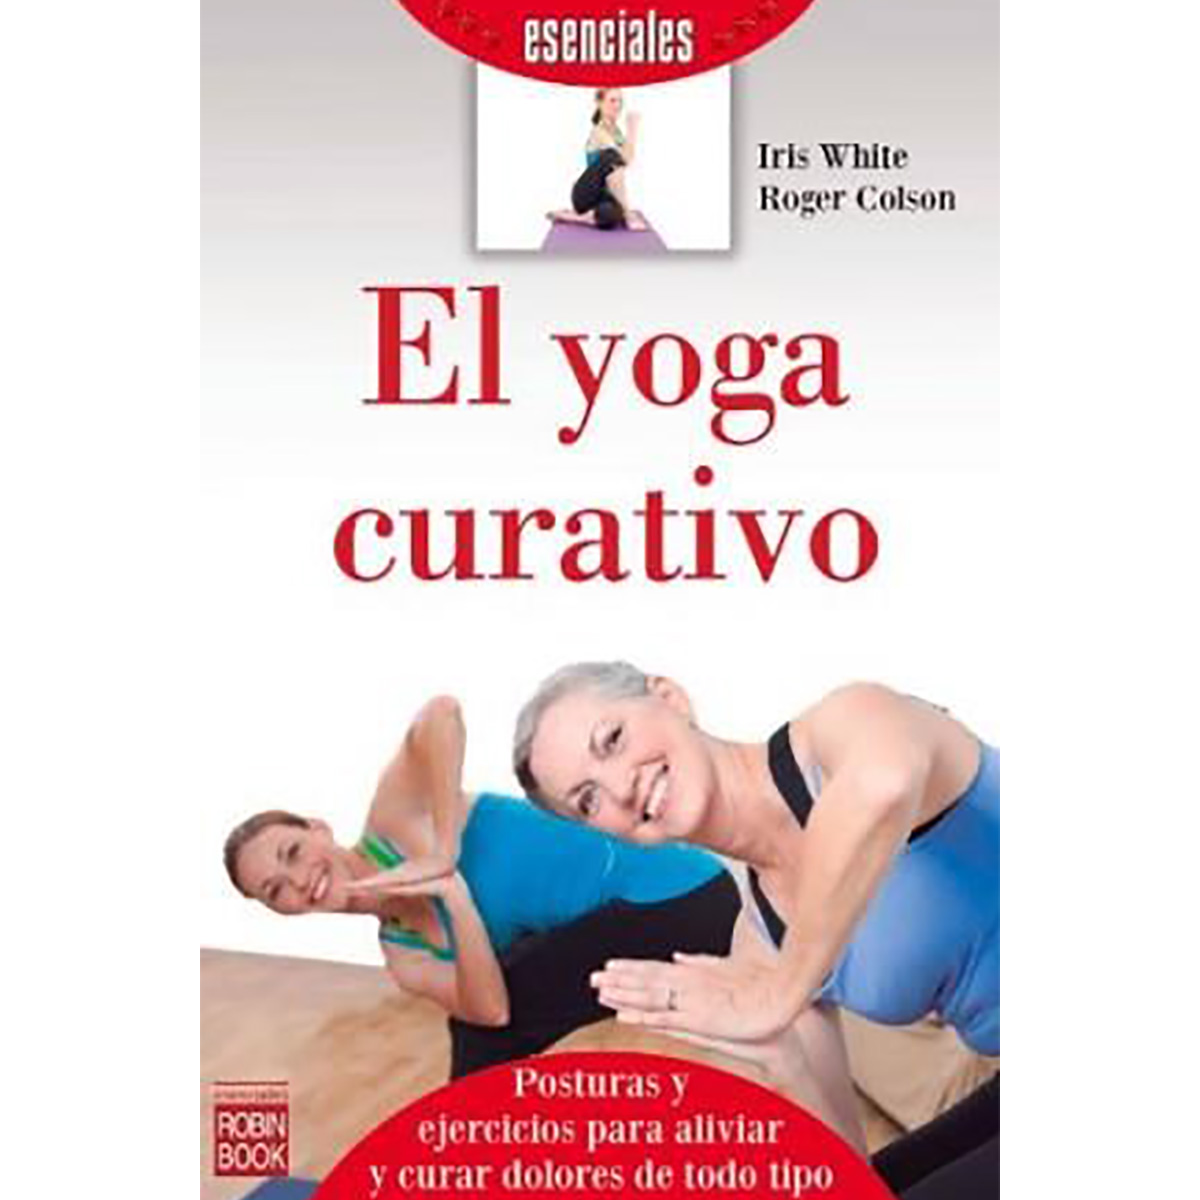 esenciales
Iris White
Roger Colson
El yoga
curativo
Posturas y
ejercicios para aliviar
y curar dolores de todo tipo
esenciales
ROBIN
BOOK